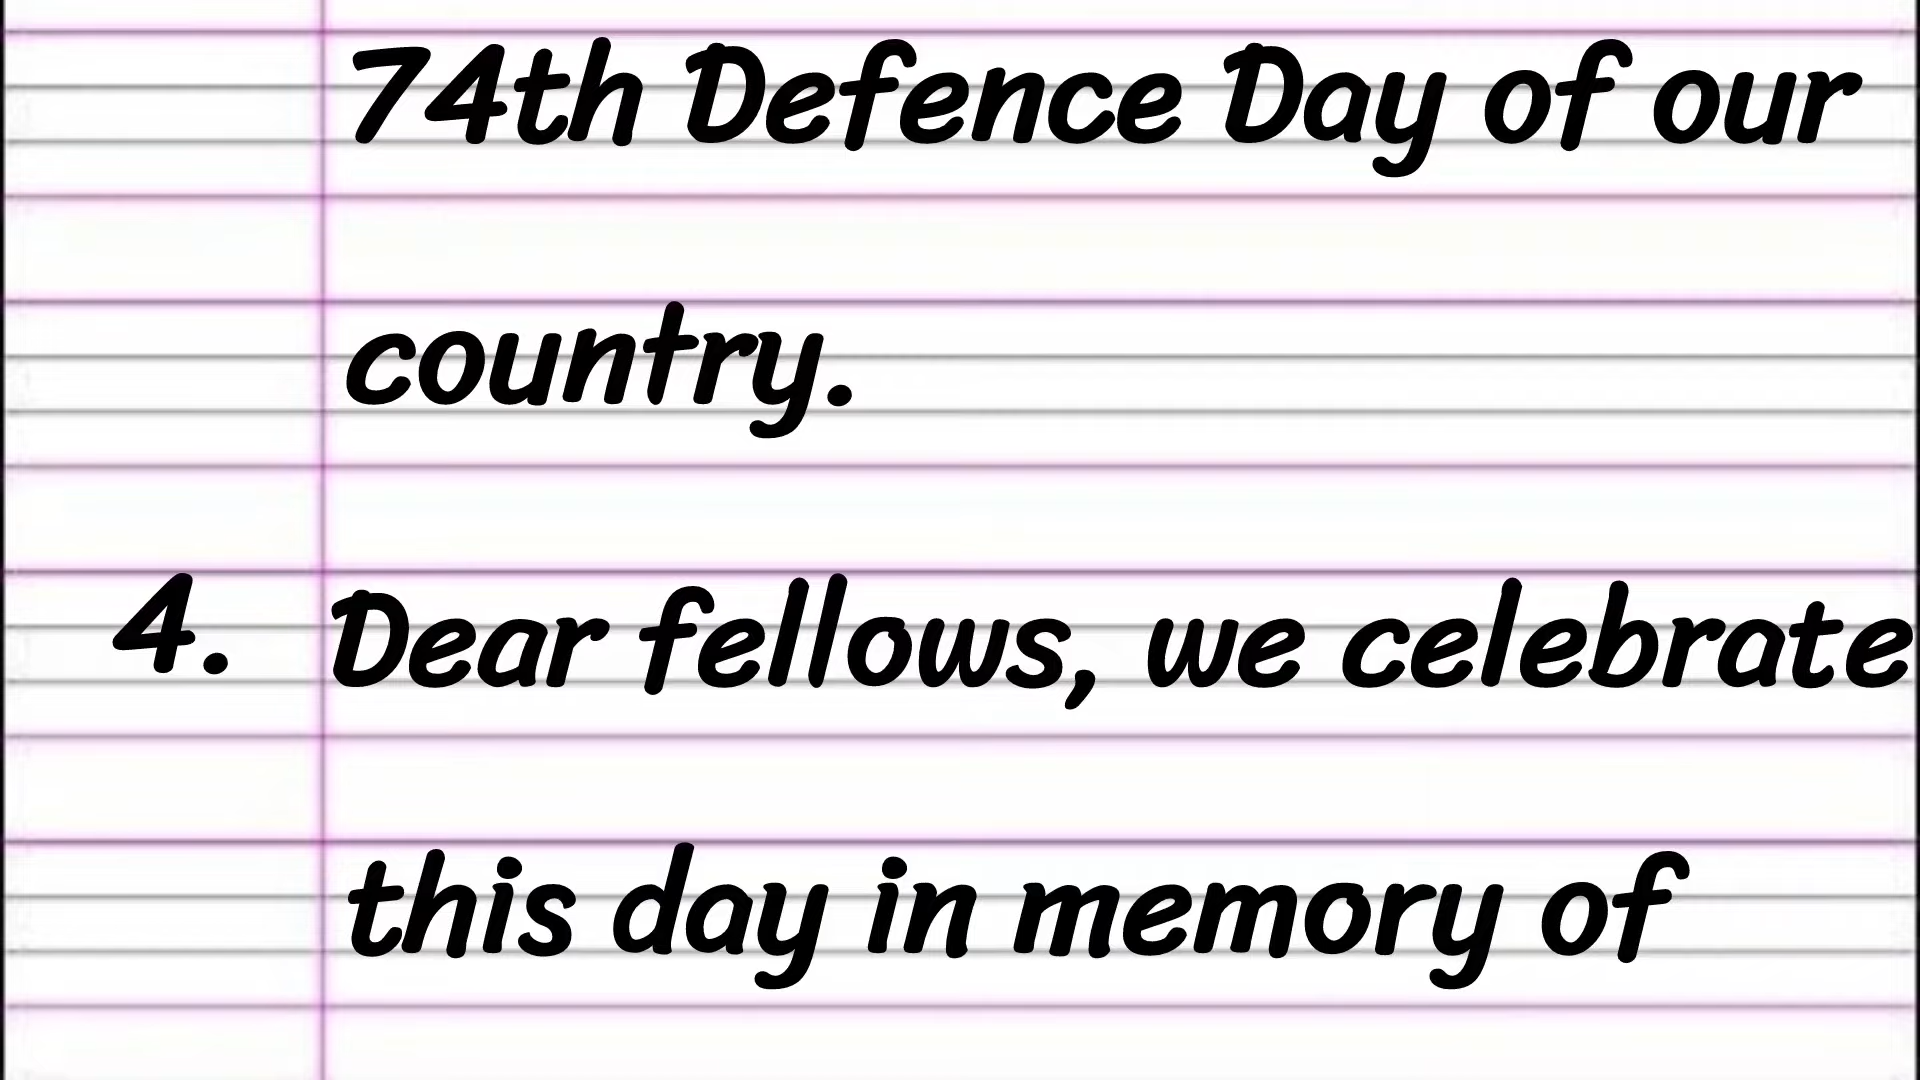 74th Defence Day of our
country.
4. Dear fellows, we celebrate
this day in memory of